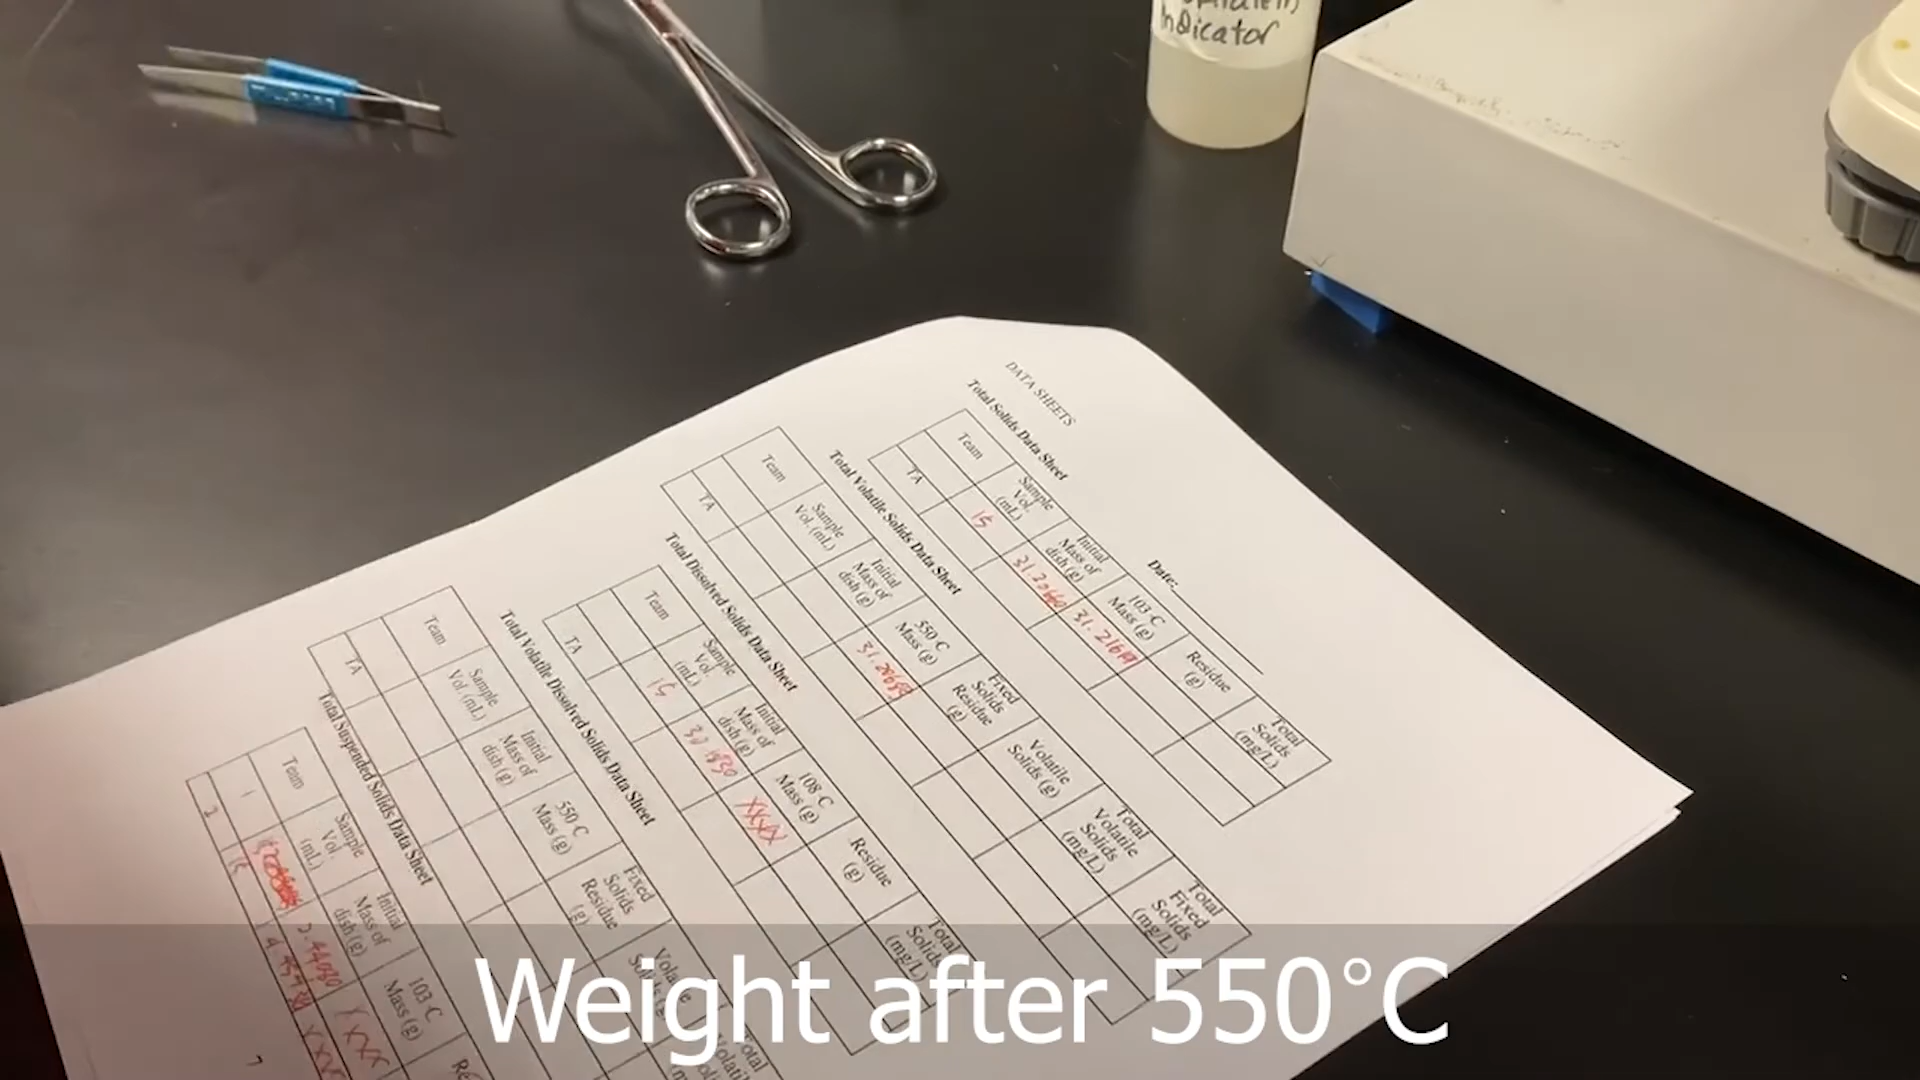 Indicator
DATA SHEETS
Date:
Total Solids Data Sheet
Team
Sample Vol. (mL)
Initial Mass of dish (g)
103 C Mass (g)
Residue (g)
Total Solids (mg/L)
TA
15
Total Volatile Solids Data Sheet
Team
Sample Vol. (mL)
Initial Mass of dish (g)
550 C Mass (g)
Fixed Solids Residue (g)
Volatile Solids (g)
Total Volatile Solids (mg/L)
Total Fixed Solids (mg/L)
TA
Total Dissolved Solids Data Sheet
Team
Sample Vol. (mL)
Initial Mass of dish (g)
108 C Mass (g)
Residue (g)
Total Solids (mg/L)
TA
15
XXXX
Total Volatile Dissolved Solids Data Sheet
Team
Sample Vol. (mL)
Initial Mass of dish (g)
550 C Mass (g)
Fixed Solids Residue (g)
TA
Total Suspended Solids Data Sheet
Team
Sample Vol. (mL)
Initial Mass of dish (g)
103 C Mass (g)
1
2
Weight after 550°C